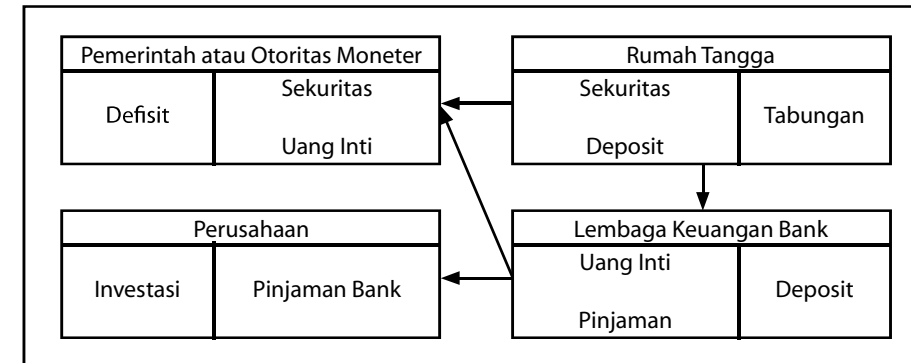 Pemerintah atau Otoritas Moneter
Defisit
Sekuritas
Uang Inti
Rumah Tangga
Sekuritas
Deposit
Tabungan
Perusahaan
Investasi
Pinjaman Bank
Lembaga Keuangan Bank
Uang Inti
Pinjaman
Deposit